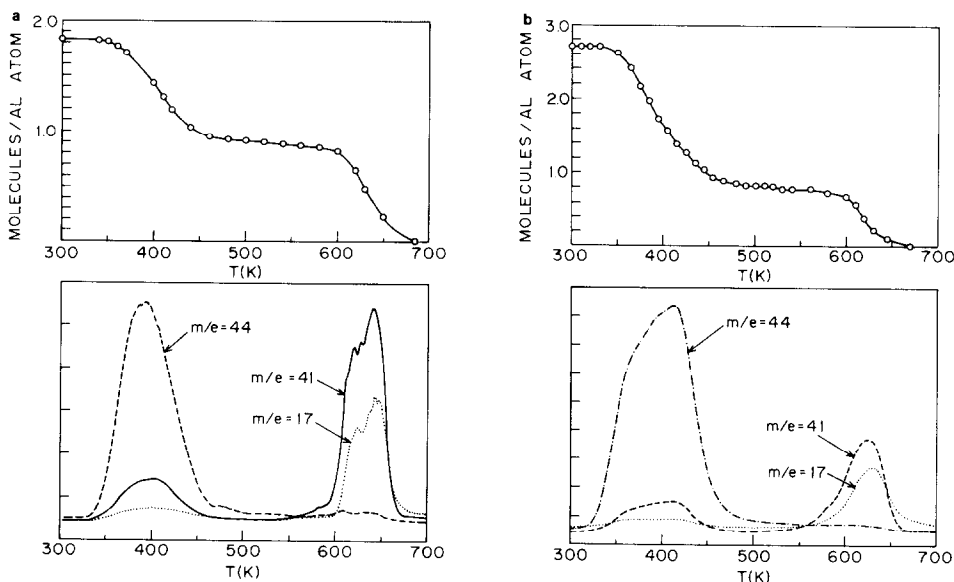 a
2.0
1.0
MOLECULES / AL ATOM
300 400 500 600 700
T(K)
m/e=44
m/e=41
m/e=17
300 400 500 600 700
T(K)
b
3.0
2.0
1.0
0
MOLECULES / AL ATOM
300 400 500 600 700
T(K)
m/e=44
m/e=41
m/e=17
300 400 500 600 700
T(K)